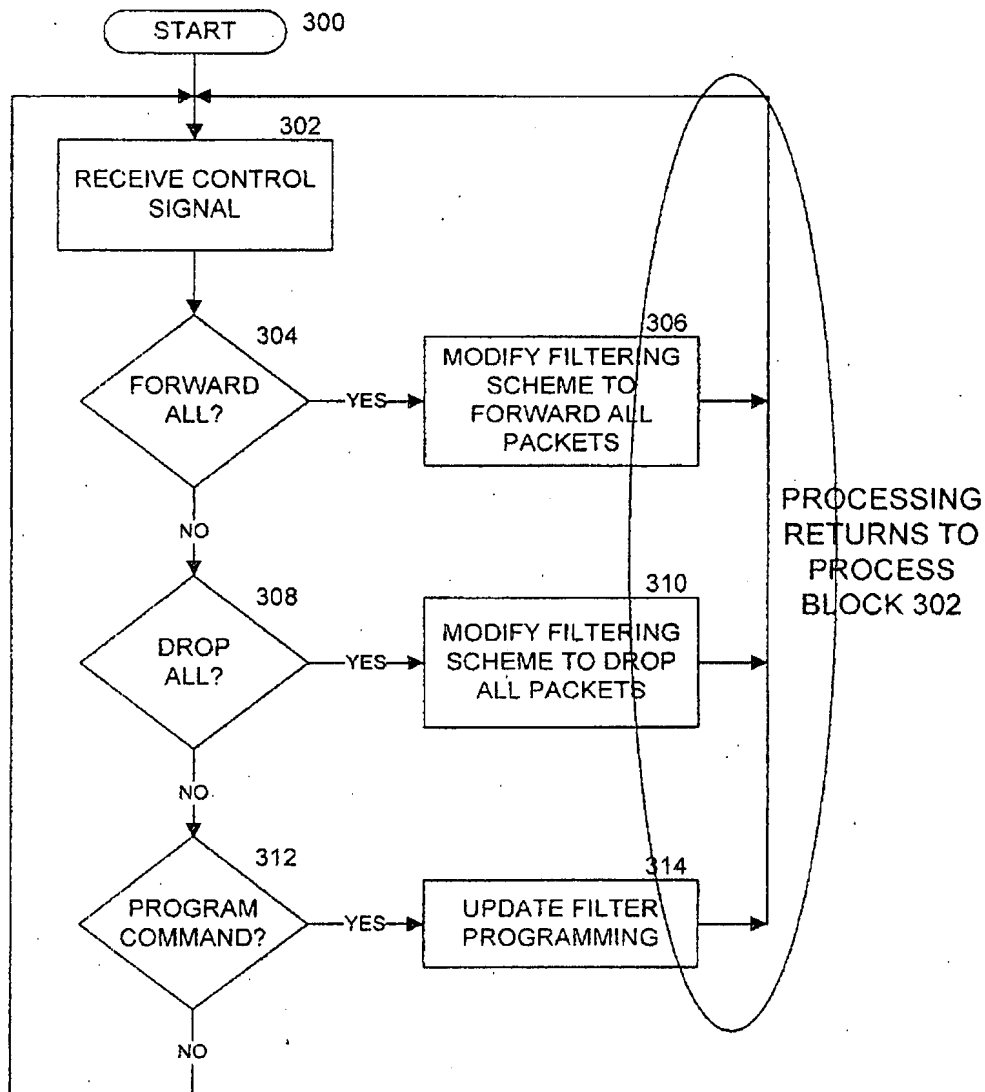 START
300
302
RECEIVE CONTROL
SIGNAL
304
FORWARD
ALL?
YES
306
MODIFY FILTERING
SCHEME TO
FORWARD ALL
PACKETS
NO
308
DROP
ALL?
YES
310
MODIFY FILTERING
SCHEME TO DROP
ALL PACKETS
PROCESSING
RETURNS TO
PROCESS
BLOCK 302
NO
312
PROGRAM
COMMAND?
YES
314
UPDATE FILTER
PROGRAMMING
NO